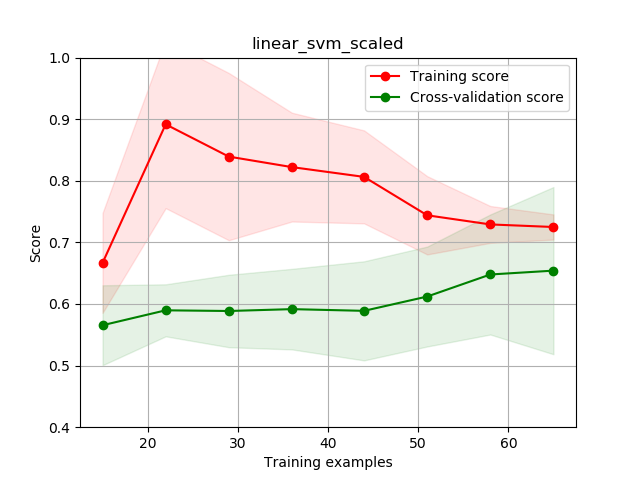 linear_svm_scaled
Training score
Cross-validation score
Score
1.0
0.9
0.8
0.7
0.6
0.5
0.4
20 30 40 50 60
Training examples